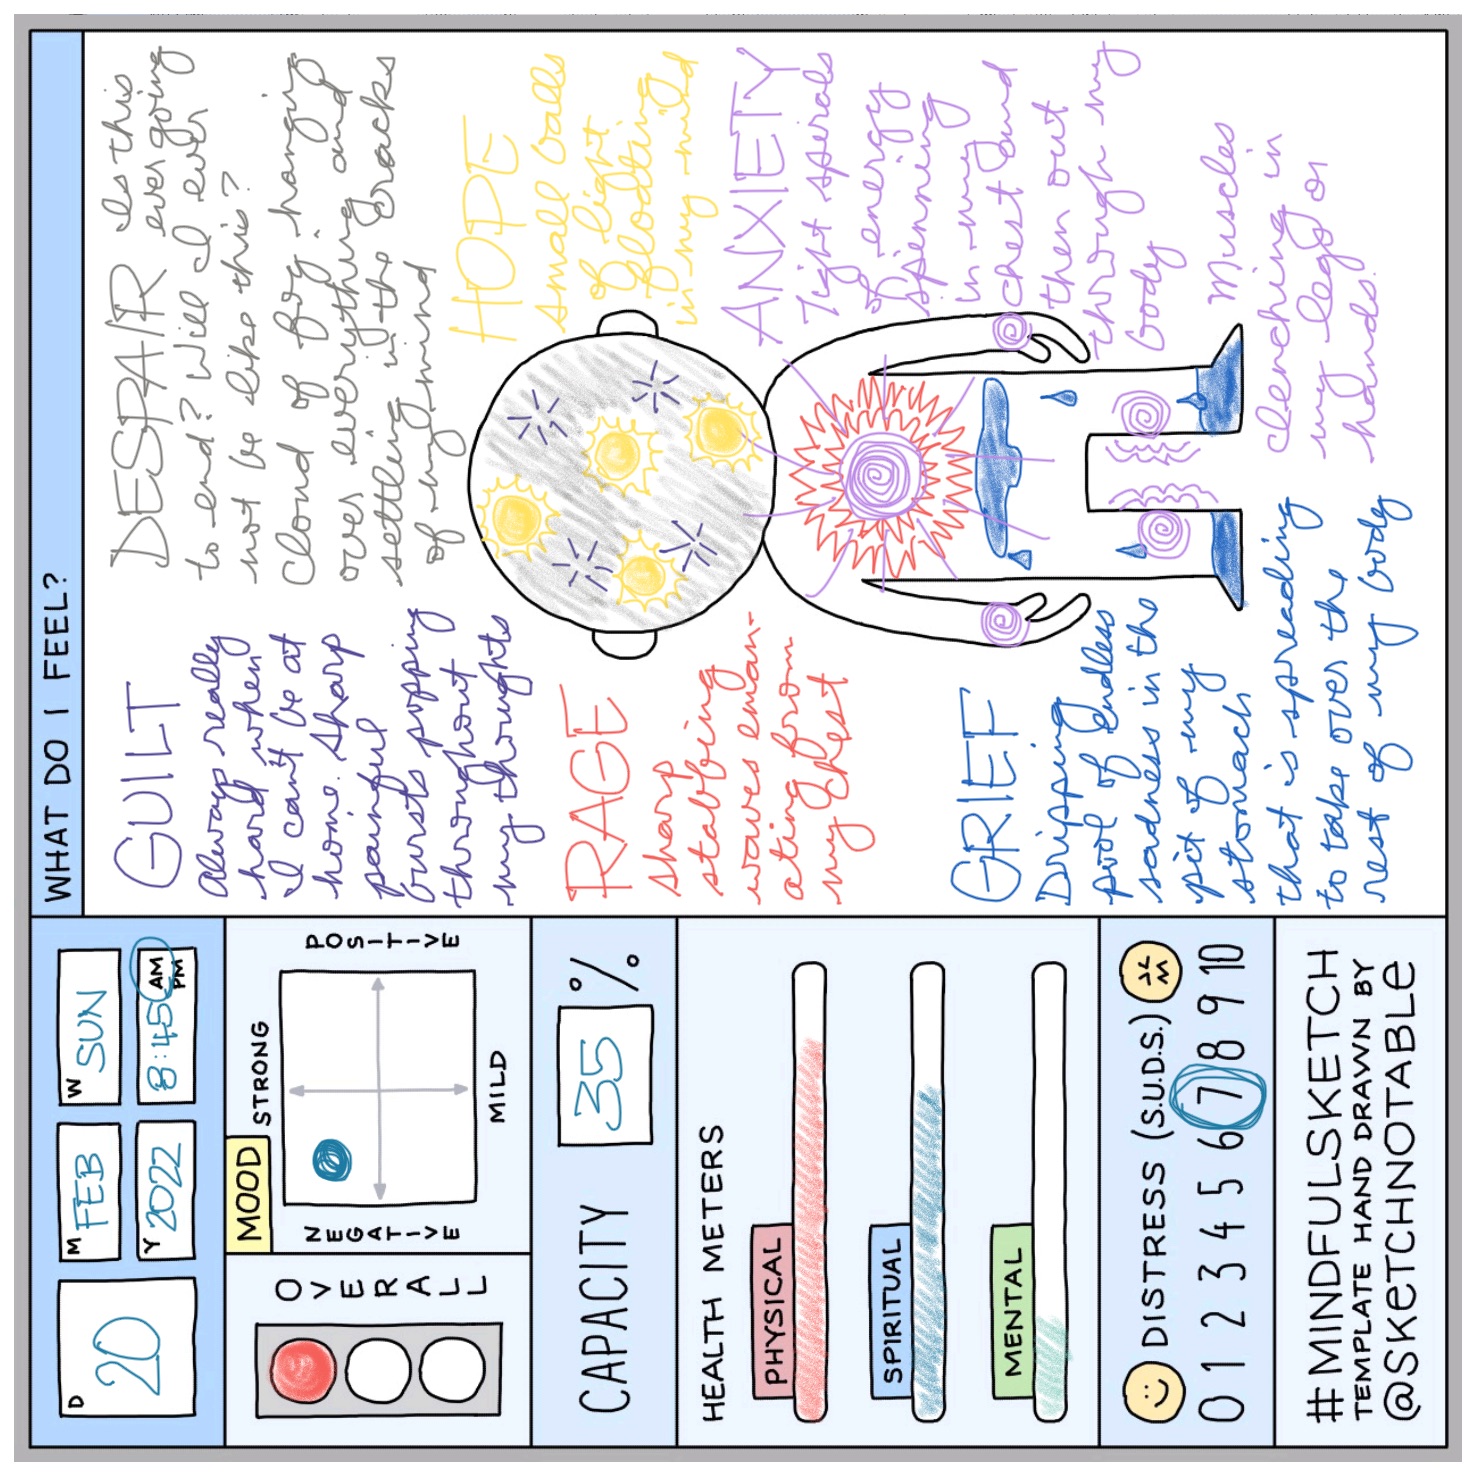 D
20
M
FEB
W
SUN
Y
2022
8:45 AM
PM
OVERALL
MOOD
STRONG
NEGATIVE
POSITIVE
MILD
CAPACITY 35 %
HEALTH METERS
PHYSICAL
SPIRITUAL
MENTAL
DISTRESS (S.U.D.S.)
0 1 2 3 4 5 6 7 8 9 10
#MINDFULSKETCH
TEMPLATE HAND DRAWN BY
@SKETCHNOTABLE
WHAT DO I FEEL?
GUILT
Always really
hard when
I can't be at
home. Sharp
painful
bursts popping
throughout
my thoughts
DESPAIR Is this
ever going
to end? Will I ever
not be like this?
Cloud of fog hanging
over everything and
settling in the cracks
of my mind
HOPE
small balls
of light
floating
in my mind
RAGE
sharp
stabbing
waves eman-
ating from
my chest
ANXIETY
Tight spirals
of energy
spinning
in my
chest and
then out
through my
body
Muscles
clenching in
my legs or
hands.
GRIEF
Dripping
pool of endless
sadness in the
pit of my
stomach
that is spreading
to take over the
rest of my body